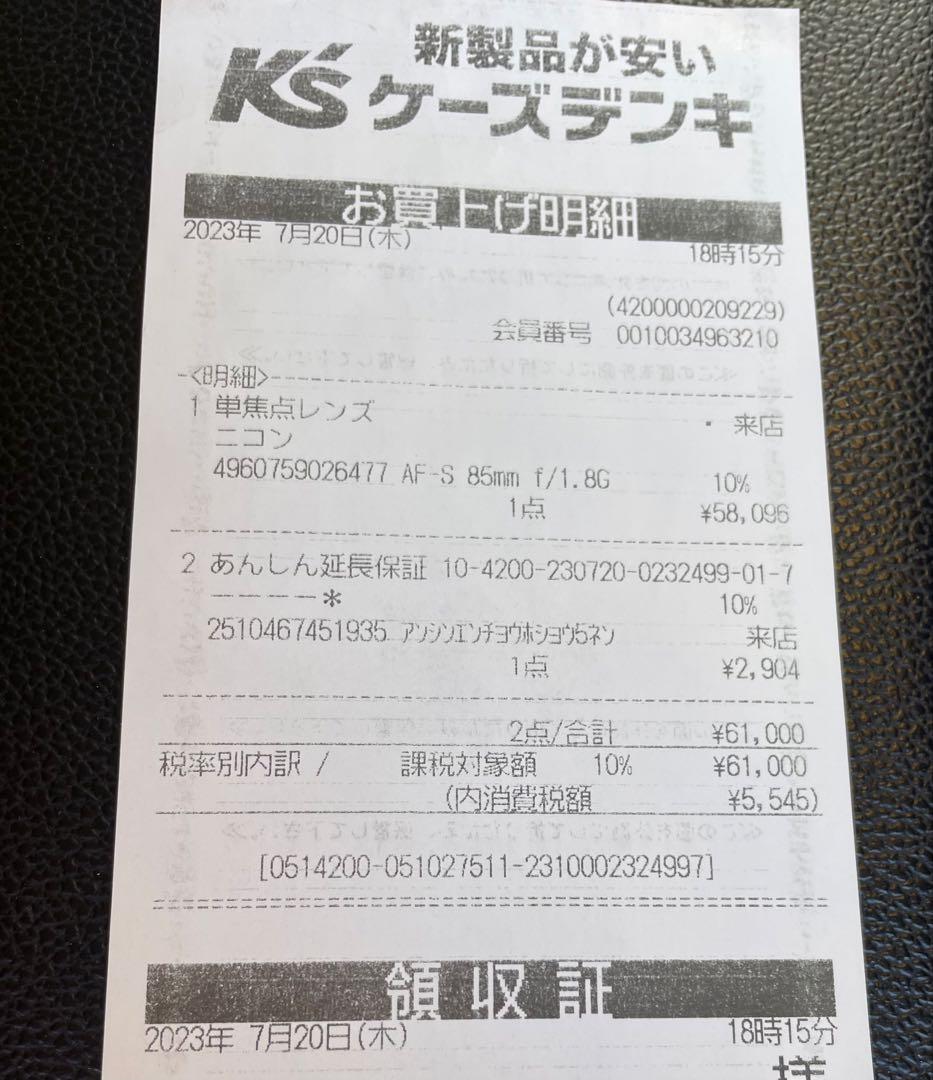 新製品が安い
K'S ケーズデンキ
お買上げ明細
2023年 7月20日(木)
18時15分
(4200000209229)
会員番号 0010034963210
-<明細>-
1 単焦点レンズ ・ 来店
ニコン
4960759026477 AF-S 85mm f/1.8G 10%
1点 ¥58,096
2 あんしん延長保証 10-4200-230720-0232499-01-7
————* 10%
2510467451935 アンシンエンチョウホショウ5ネン 来店
1点 ¥2,904
2点/合計 ¥61,000
税率別内訳 / 課税対象額 10% ¥61,000
(内消費税額 ¥5,545)
[0514200-051027511-2310002324997]
領収証
2023年 7月20日(木) 18時15分
様